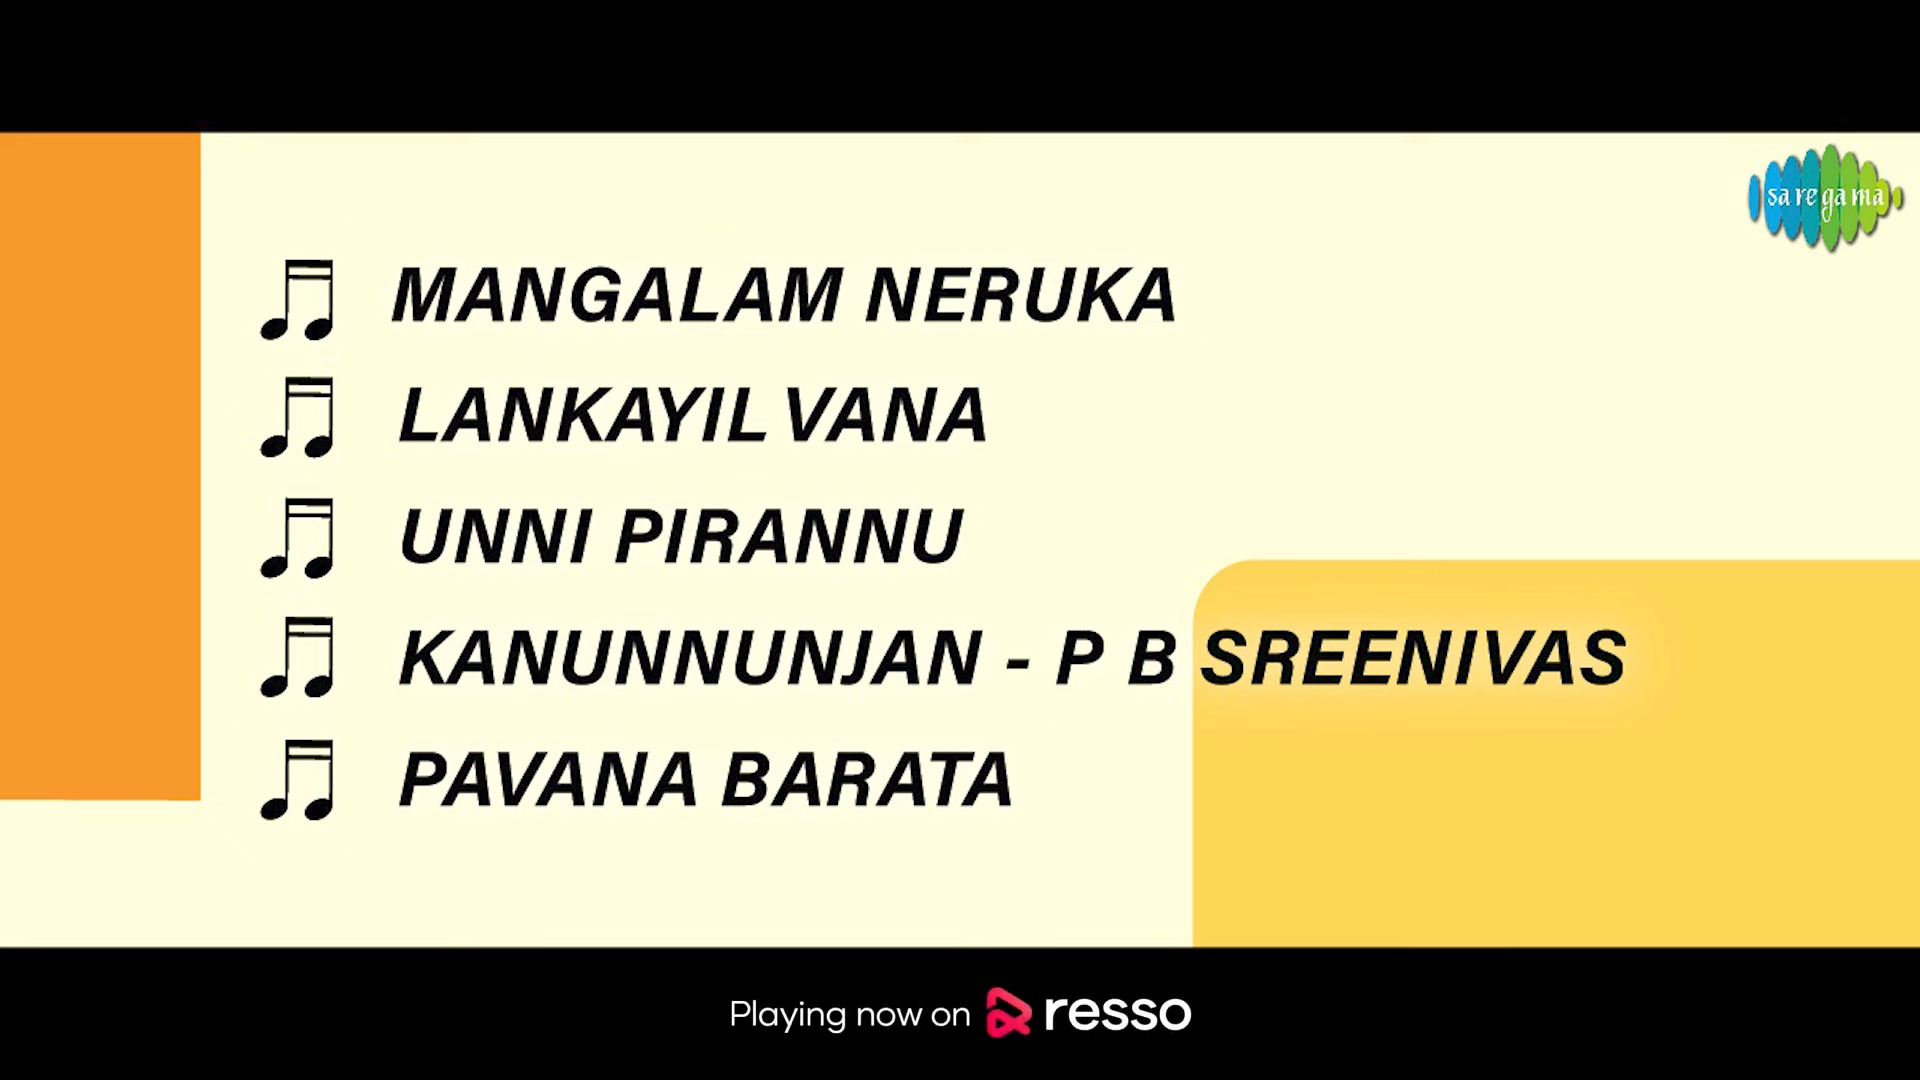 sa re ga ma
MANGALAM NERUKA
LANKAYIL VANA
UNNI PIRANNU
KANUNNUNJAN - P B SREENIVAS
PAVANA BARATA
Playing now on resso